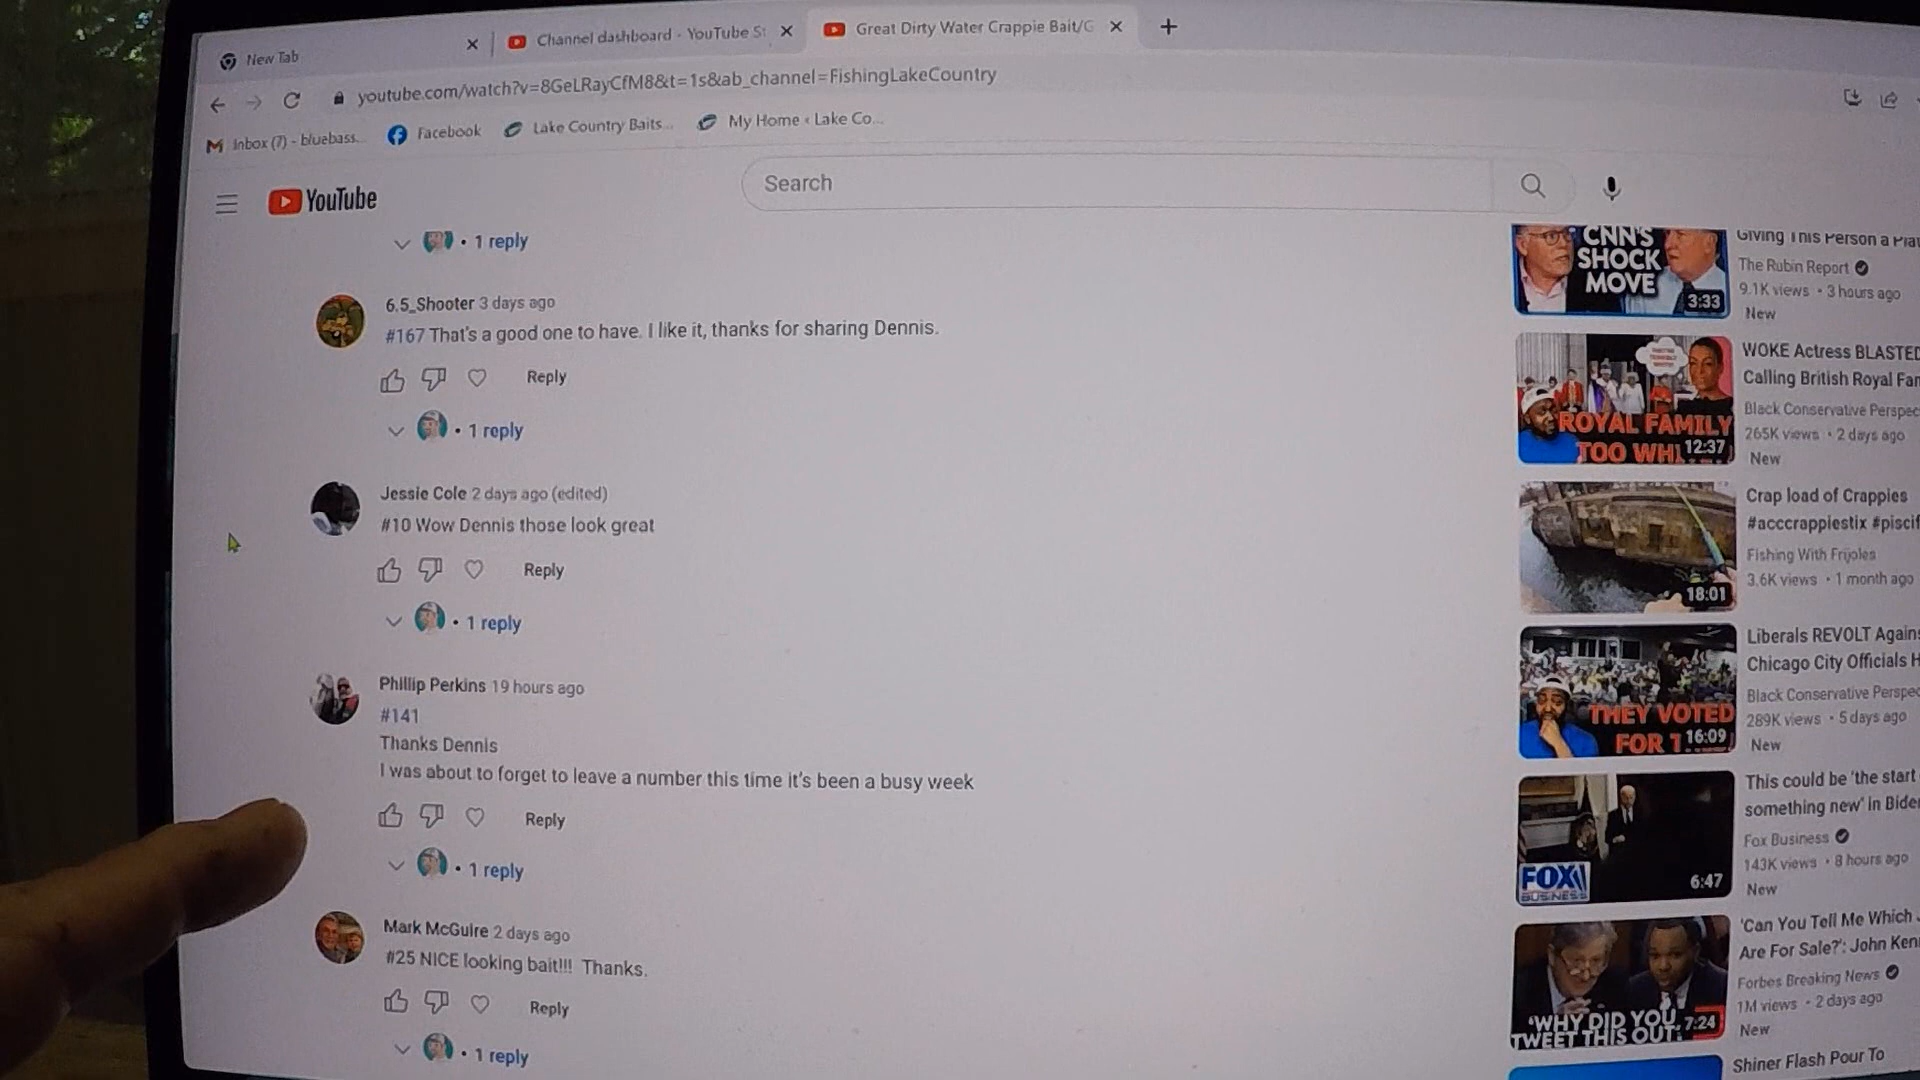 New Tab
Channel dashboard - YouTube St
Great Dirty Water Crappie Bait/G
youtube.com/watch?v=8GeLRayCfM8&t=1s&ab_channel=FishingLakeCountry
Inbox (7) - bluebass...
Facebook
Lake Country Baits...
My Home ‹ Lake Co...
YouTube
Search
• 1 reply
6.5_Shooter 3 days ago
#167 That's a good one to have. I like it, thanks for sharing Dennis.
Reply
• 1 reply
Jessie Cole 2 days ago (edited)
#10 Wow Dennis those look great
Reply
• 1 reply
Phillip Perkins 19 hours ago
#141
Thanks Dennis
I was about to forget to leave a number this time it's been a busy week
Reply
• 1 reply
Mark McGuire 2 days ago
#25 NICE looking bait!!! Thanks.
Reply
• 1 reply
CNN'S
SHOCK
MOVE
3:33
Giving This Person a Pla
The Rubin Report
9.1K views • 3 hours ago
New
ROYAL FAMILY
TOO WHI
12:37
WOKE Actress BLASTED
Calling British Royal Fam
Black Conservative Perspec
265K views • 2 days ago
New
18:01
Crap load of Crappies
#acccrappiestix #piscif
Fishing With Frijoles
3.6K views • 1 month ago
THEY VOTED
FOR T
16:09
Liberals REVOLT Agains
Chicago City Officials H
Black Conservative Perspec
289K views • 5 days ago
New
FOX
BUSINESS
6:47
This could be 'the start
something new' in Biden
Fox Business
143K views • 8 hours ago
New
'WHY DID YOU
TWEET THIS OUT
7:24
'Can You Tell Me Which J
Are For Sale?': John Ken
Forbes Breaking News
1M views • 2 days ago
New
Shiner Flash Pour To